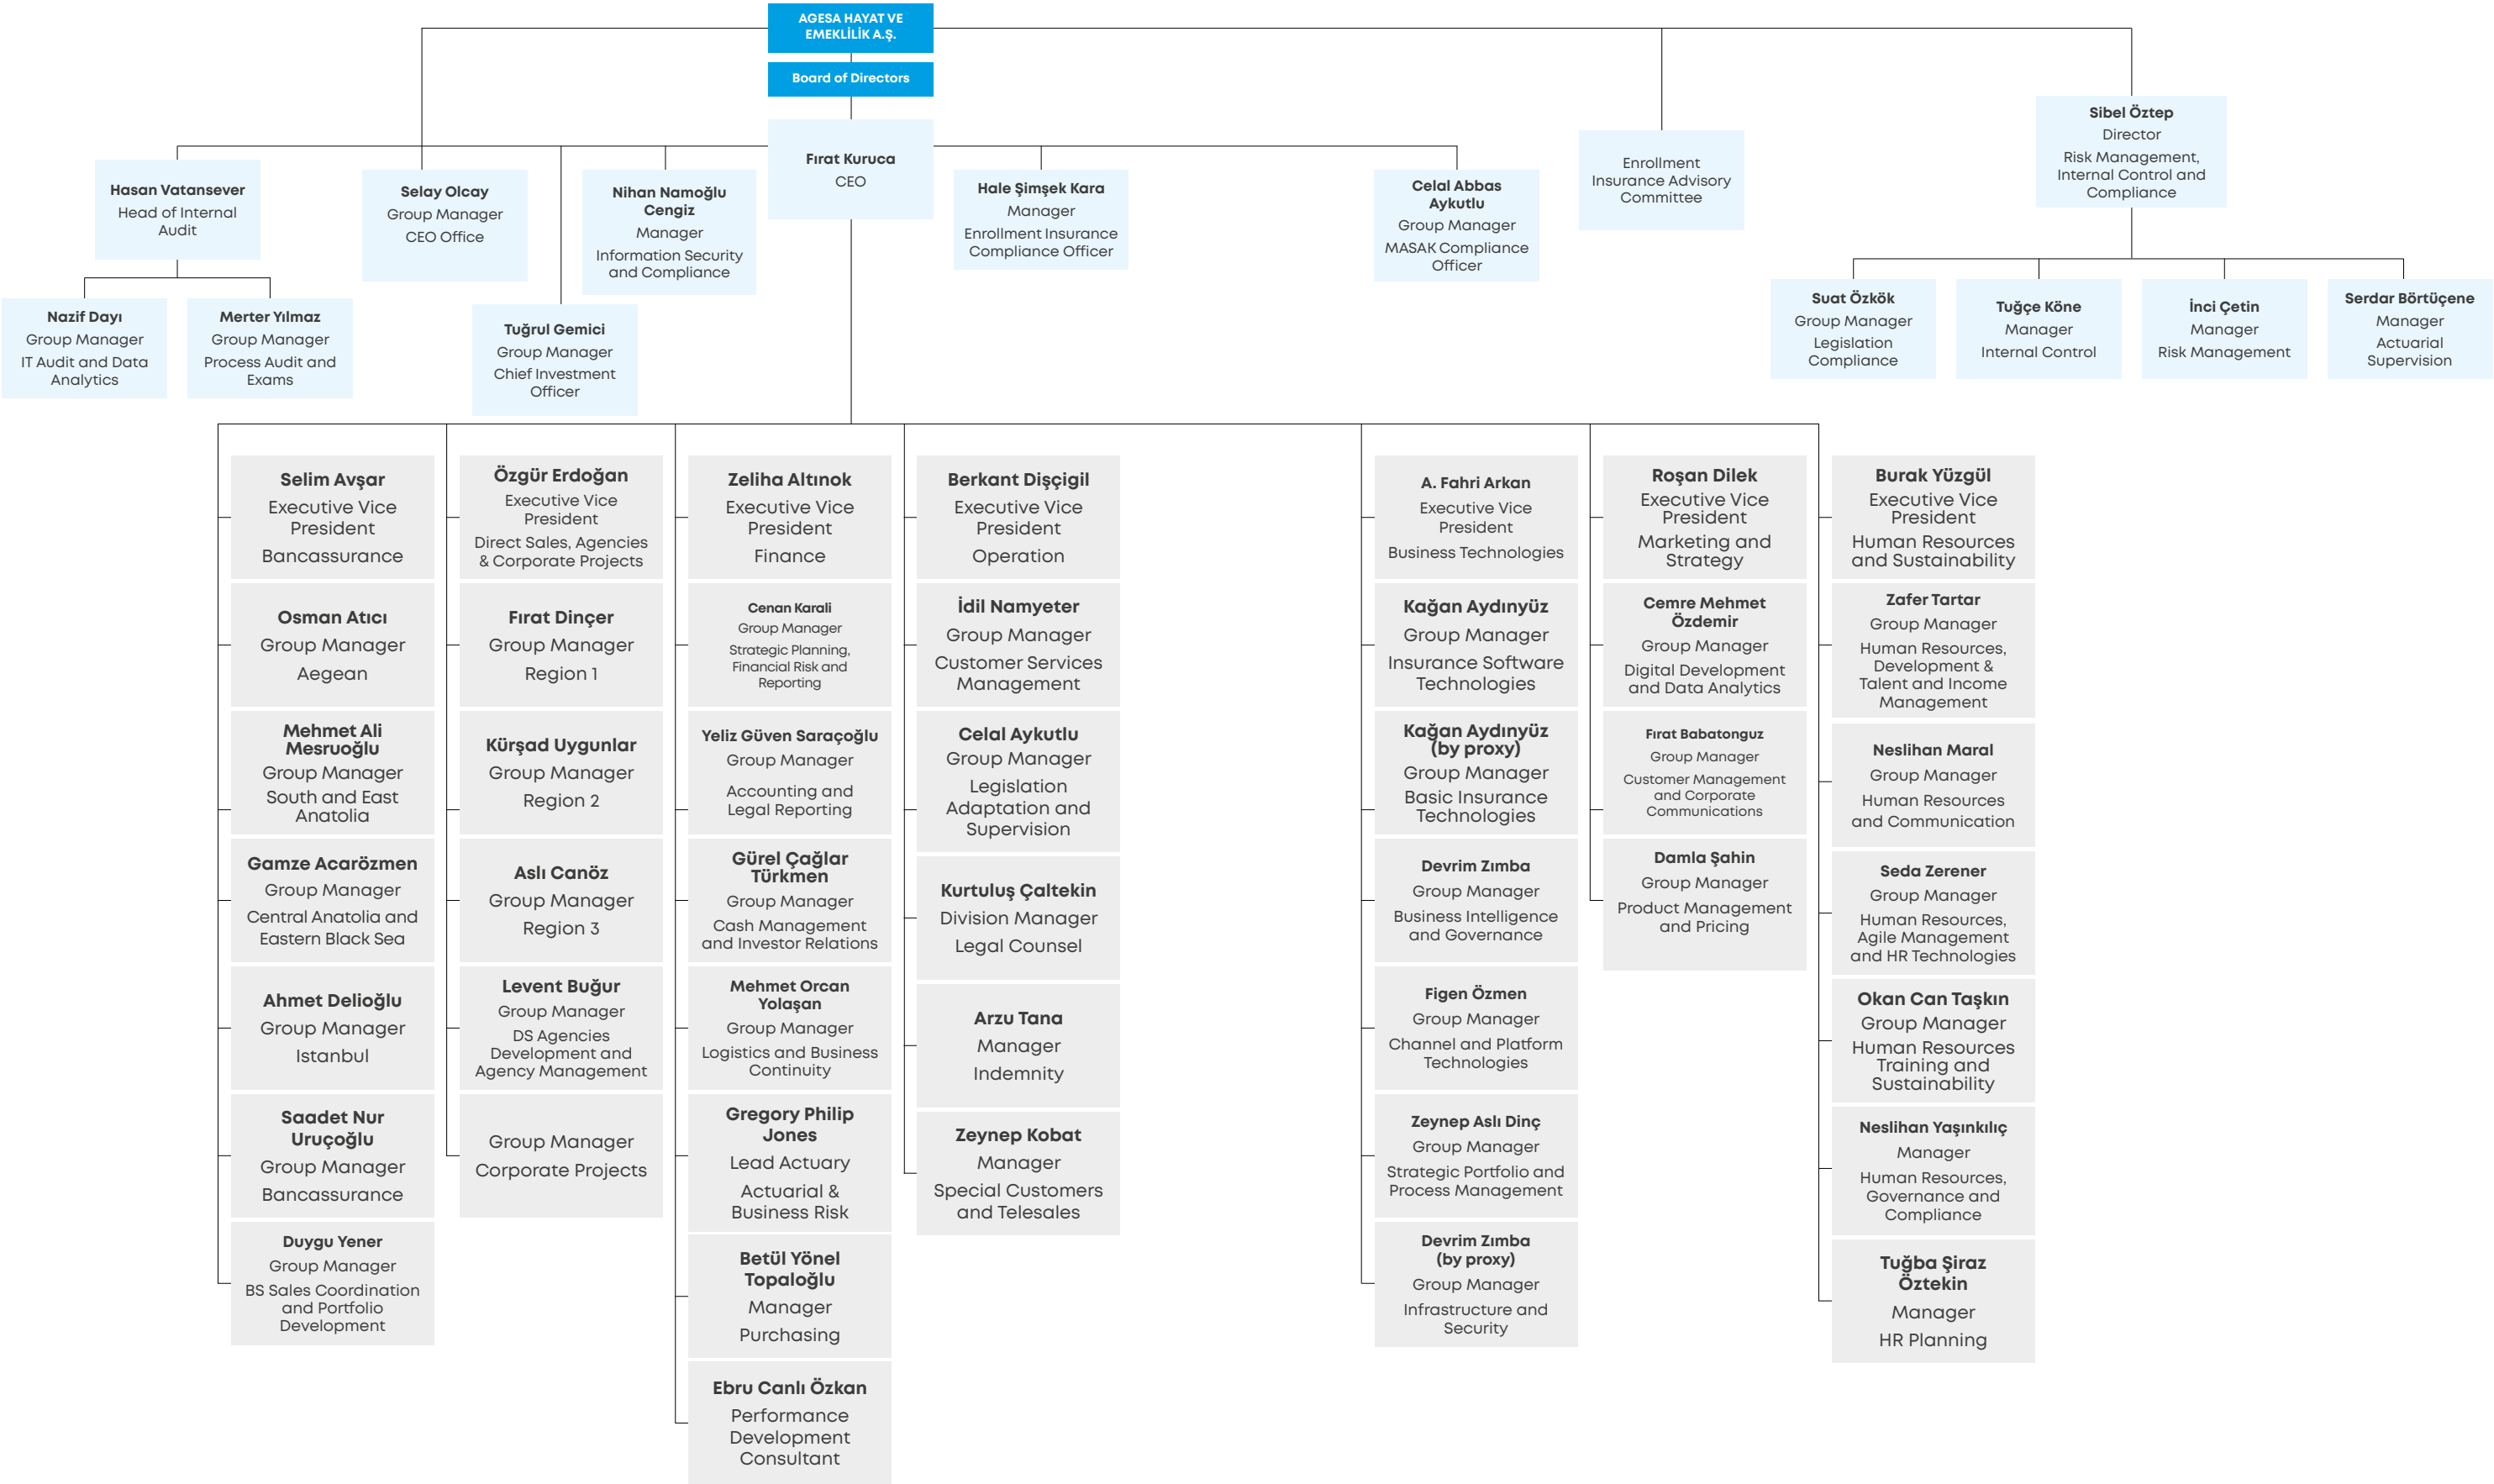 AGESA HAYAT VE
EMEKLİLİK A.Ş.
Board of Directors
Fırat Kuruca
CEO
Hasan Vatansever
Head of Internal
Audit
Nazif Dayı
Group Manager
IT Audit and Data
Analytics
Merter Yılmaz
Group Manager
Process Audit and
Exams
Selay Olcay
Group Manager
CEO Office
Tuğrul Gemici
Group Manager
Chief Investment
Officer
Nihan Namoğlu
Cengiz
Manager
Information Security
and Compliance
Hale Şimşek Kara
Manager
Enrollment Insurance
Compliance Officer
Celal Abbas
Aykutlu
Group Manager
MASAK Compliance
Officer
Enrollment
Insurance Advisory
Committee
Sibel Öztep
Director
Risk Management,
Internal Control and
Compliance
Suat Özkök
Group Manager
Legislation
Compliance
Tuğçe Köne
Manager
Internal Control
İnci Çetin
Manager
Risk Management
Serdar Börtüçene
Manager
Actuarial
Supervision
Selim Avşar
Executive Vice
President
Bancassurance
Osman Atıcı
Group Manager
Aegean
Mehmet Ali
Mesruoğlu
Group Manager
South and East
Anatolia
Gamze Acarözmen
Group Manager
Central Anatolia and
Eastern Black Sea
Ahmet Delioğlu
Group Manager
Istanbul
Saadet Nur
Uruçoğlu
Group Manager
Bancassurance
Duygu Yener
Group Manager
BS Sales Coordination
and Portfolio
Development
Özgür Erdoğan
Executive Vice
President
Direct Sales, Agencies
& Corporate Projects
Fırat Dinçer
Group Manager
Region 1
Kürşad Uygunlar
Group Manager
Region 2
Aslı Canöz
Group Manager
Region 3
Levent Buğur
Group Manager
DS Agencies
Development and
Agency Management
Group Manager
Corporate Projects
Zeliha Altınok
Executive Vice
President
Finance
Cenan Karali
Group Manager
Strategic Planning,
Financial Risk and
Reporting
Yeliz Güven Saraçoğlu
Group Manager
Accounting and
Legal Reporting
Gürel Çağlar
Türkmen
Group Manager
Cash Management
and Investor Relations
Mehmet Orcan
Yolaşan
Group Manager
Logistics and Business
Continuity
Gregory Philip
Jones
Lead Actuary
Actuarial &
Business Risk
Betül Yönel
Topaloğlu
Manager
Purchasing
Ebru Canlı Özkan
Performance
Development
Consultant
Berkant Dişçigil
Executive Vice
President
Operation
İdil Namyeter
Group Manager
Customer Services
Management
Celal Aykutlu
Group Manager
Legislation
Adaptation and
Supervision
Kurtuluş Çaltekin
Division Manager
Legal Counsel
Arzu Tana
Manager
Indemnity
Zeynep Kobat
Manager
Special Customers
and Telesales
A. Fahri Arkan
Executive Vice
President
Business Technologies
Kağan Aydınyüz
Group Manager
Insurance Software
Technologies
Kağan Aydınyüz
(by proxy)
Group Manager
Basic Insurance
Technologies
Devrim Zımba
Group Manager
Business Intelligence
and Governance
Figen Özmen
Group Manager
Channel and Platform
Technologies
Zeynep Aslı Dinç
Group Manager
Strategic Portfolio and
Process Management
Devrim Zımba
(by proxy)
Group Manager
Infrastructure and
Security
Roşan Dilek
Executive Vice
President
Marketing and
Strategy
Cemre Mehmet
Özdemir
Group Manager
Digital Development
and Data Analytics
Fırat Babatonguz
Group Manager
Customer Management
and Corporate
Communications
Damla Şahin
Group Manager
Product Management
and Pricing
Burak Yüzgül
Executive Vice
President
Human Resources
and Sustainability
Zafer Tartar
Group Manager
Human Resources,
Development &
Talent and Income
Management
Neslihan Maral
Group Manager
Human Resources
and Communication
Seda Zerener
Group Manager
Human Resources,
Agile Management
and HR Technologies
Okan Can Taşkın
Group Manager
Human Resources
Training and
Sustainability
Neslihan Yaşınkılıç
Manager
Human Resources,
Governance and
Compliance
Tuğba Şiraz
Öztekin
Manager
HR Planning